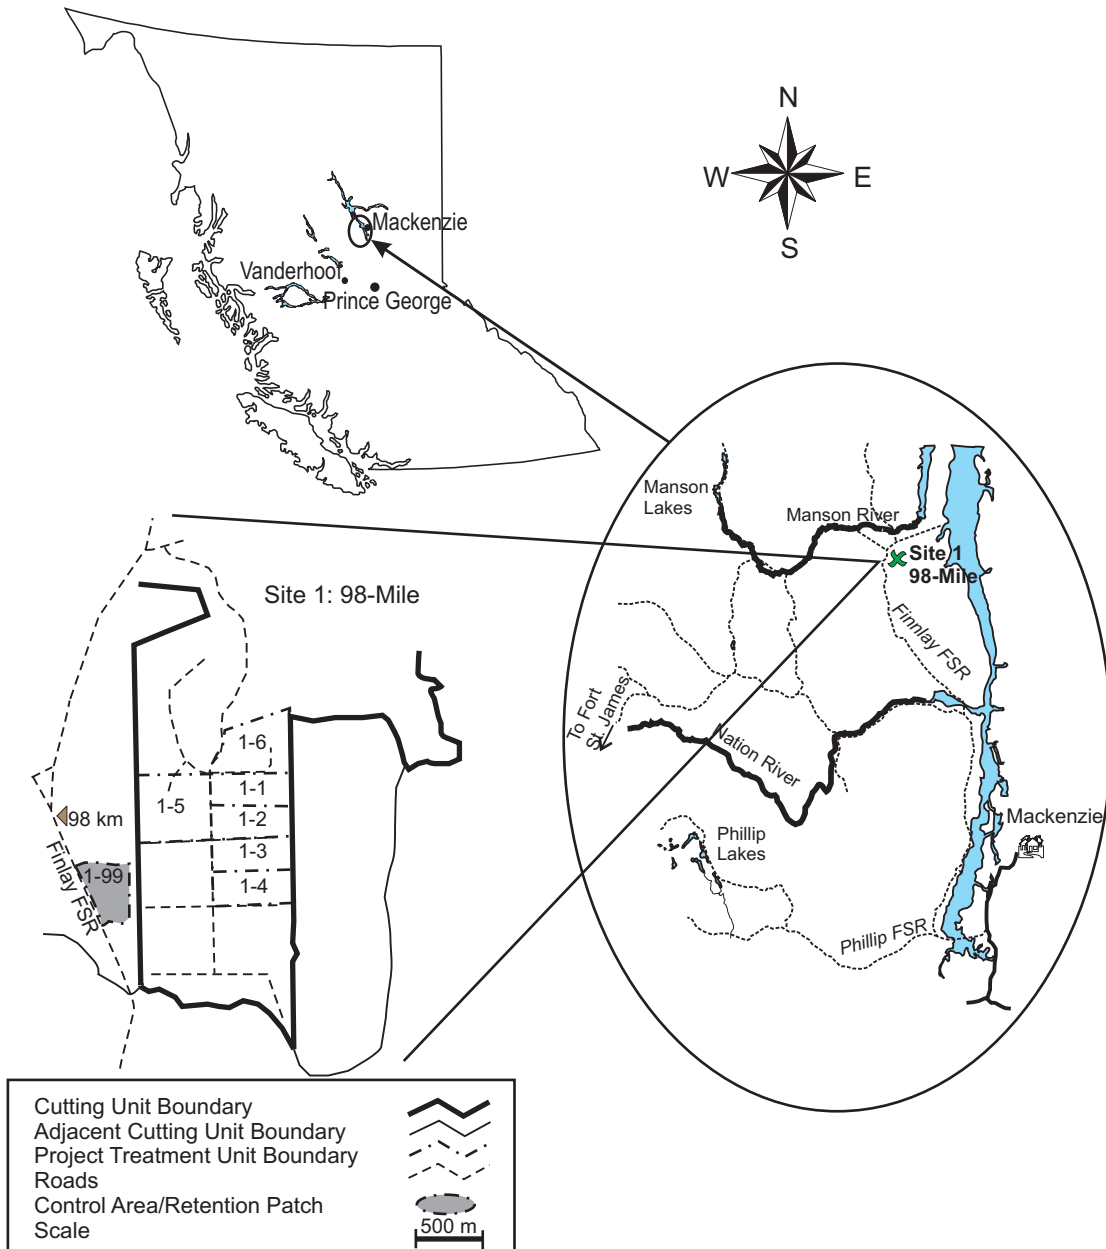 N
W
E
S
Mackenzie
Vanderhoof
Prince George
Manson
Lakes
Manson River
Site 1
98-Mile
Finnlay FSR
To Fort
St. James
Nation River
Mackenzie
Phillip
Lakes
Phillip FSR
Site 1: 98-Mile
1-6
1-1
1-5
1-2
98 km
1-3
1-99
1-4
Finlay FSR
Cutting Unit Boundary
Adjacent Cutting Unit Boundary
Project Treatment Unit Boundary
Roads
Control Area/Retention Patch
Scale
500 m